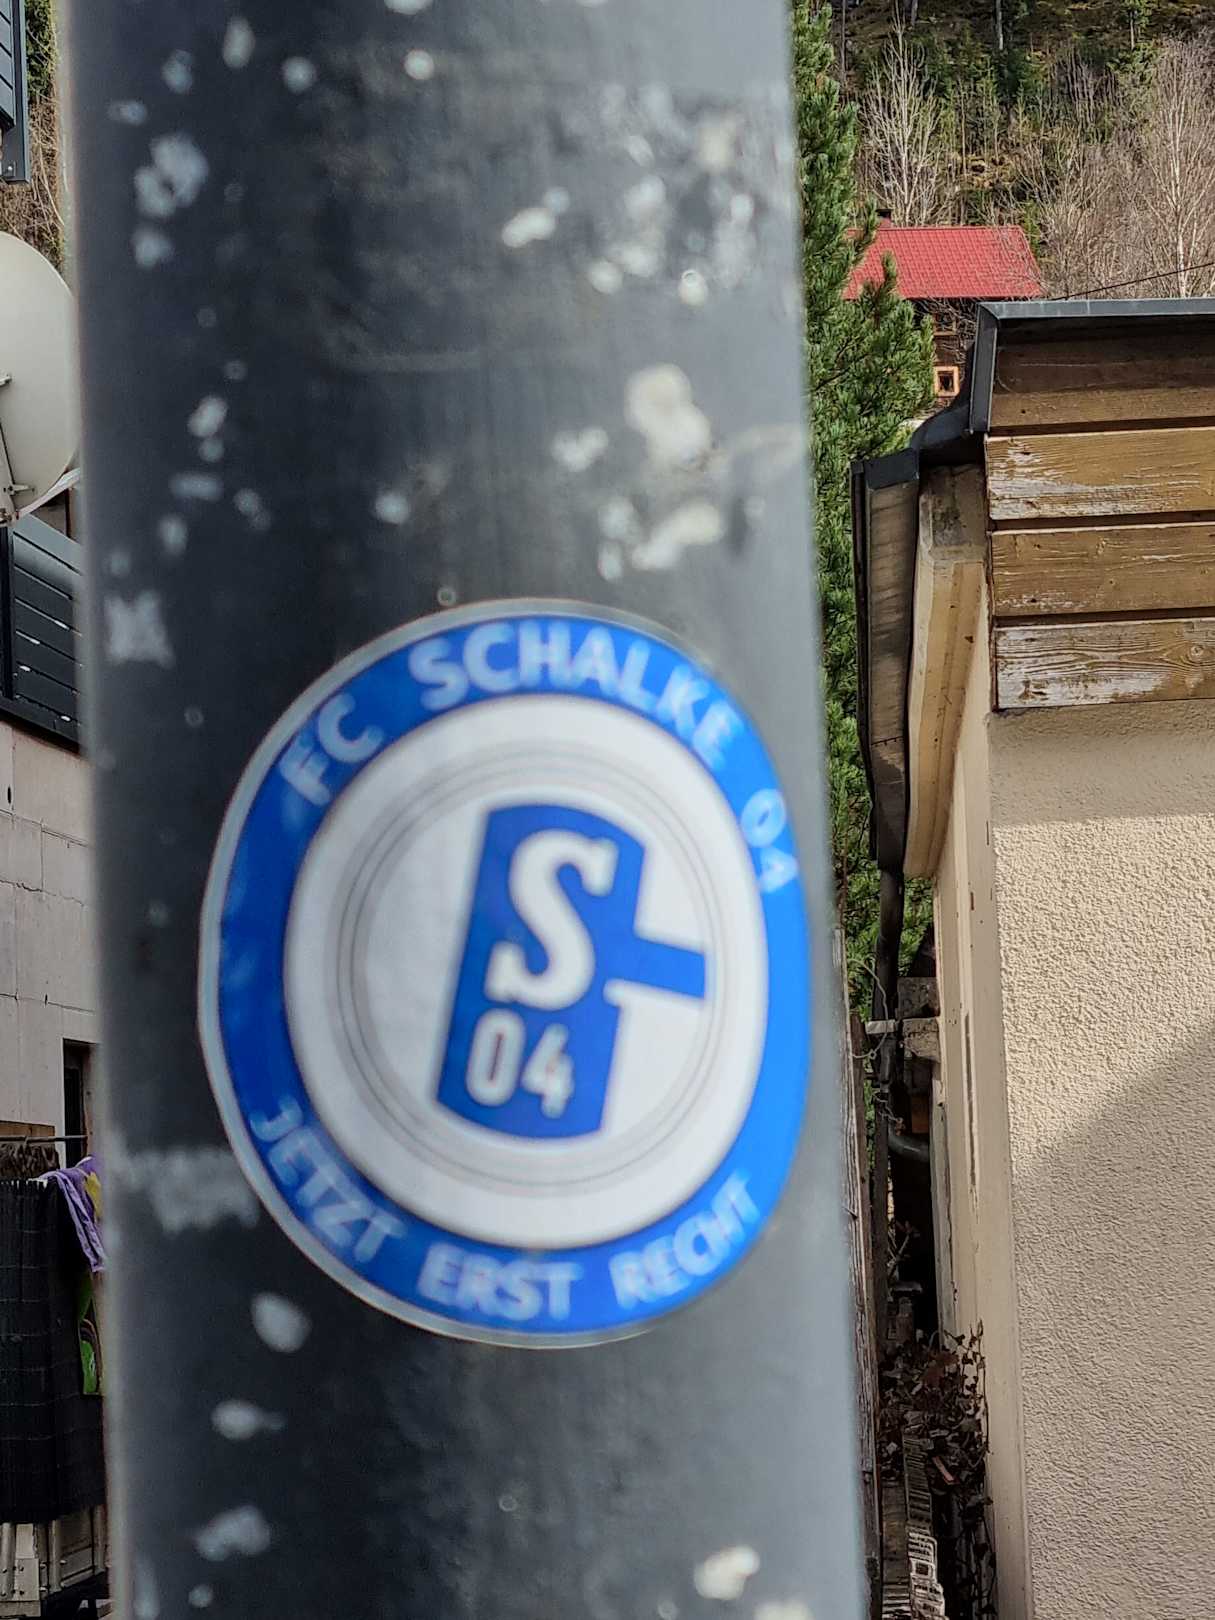 FC SCHALKE 04
S
04
JETZT ERST RECHT